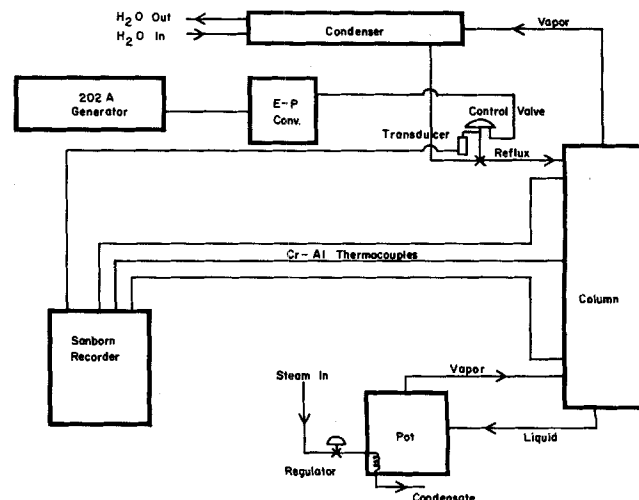 H2O Out
H2O In
Condenser
Vapor
202 A
Generator
E-P
Conv.
Control
Valve
Transducer
Reflux
Cr-Al Thermocouples
Column
Sanborn
Recorder
Steam In
Vapor
Pot
Liquid
Regulator
Condensate